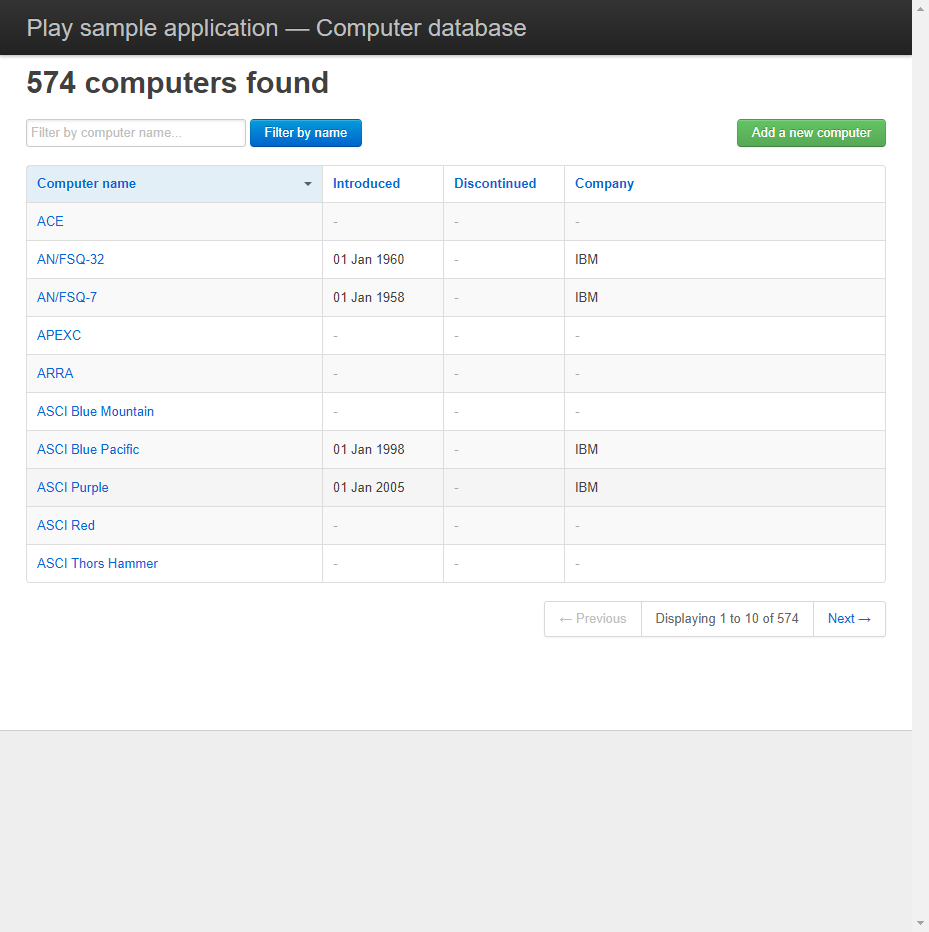 Play sample application — Computer database
574 computers found
Filter by computer name... Filter by name Add a new computer
Computer name Introduced Discontinued Company
ACE - - -
AN/FSQ-32 01 Jan 1960 - IBM
AN/FSQ-7 01 Jan 1958 - IBM
APEXC - - -
ARRA - - -
ASCI Blue Mountain - - -
ASCI Blue Pacific 01 Jan 1998 - IBM
ASCI Purple 01 Jan 2005 - IBM
ASCI Red - - -
ASCI Thors Hammer - - -
← Previous Displaying 1 to 10 of 574 Next →